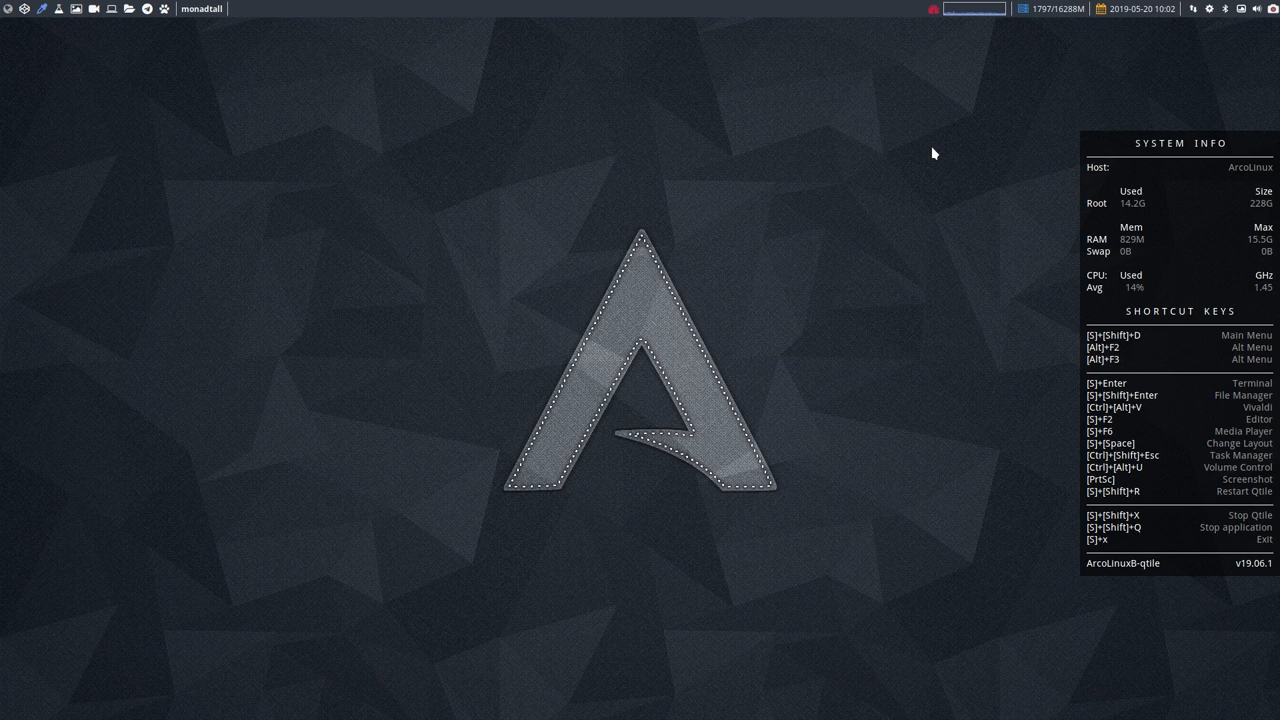 monadtall
1797/16288M
2019-05-20 10:02
SYSTEM INFO
Host: ArcoLinux
Used Size
Root 14.2G 228G
Mem Max
RAM 829M 15.5G
Swap 0B 0B
CPU: Used GHz
Avg 14% 1.45
SHORTCUT KEYS
[S]+[Shift]+D Main Menu
[Alt]+F2 Alt Menu
[Alt]+F3 Alt Menu
[S]+Enter Terminal
[S]+[Shift]+Enter File Manager
[Ctrl]+[Alt]+V Vivaldi
[S]+F2 Editor
[S]+F6 Media Player
[S]+[Space] Change Layout
[Ctrl]+[Shift]+Esc Task Manager
[Ctrl]+[Alt]+U Volume Control
[PrtSc] Screenshot
[S]+[Shift]+R Restart Qtile
[S]+[Shift]+X Stop Qtile
[S]+[Shift]+Q Stop application
[S]+x Exit
ArcoLinuxB-qtile v19.06.1